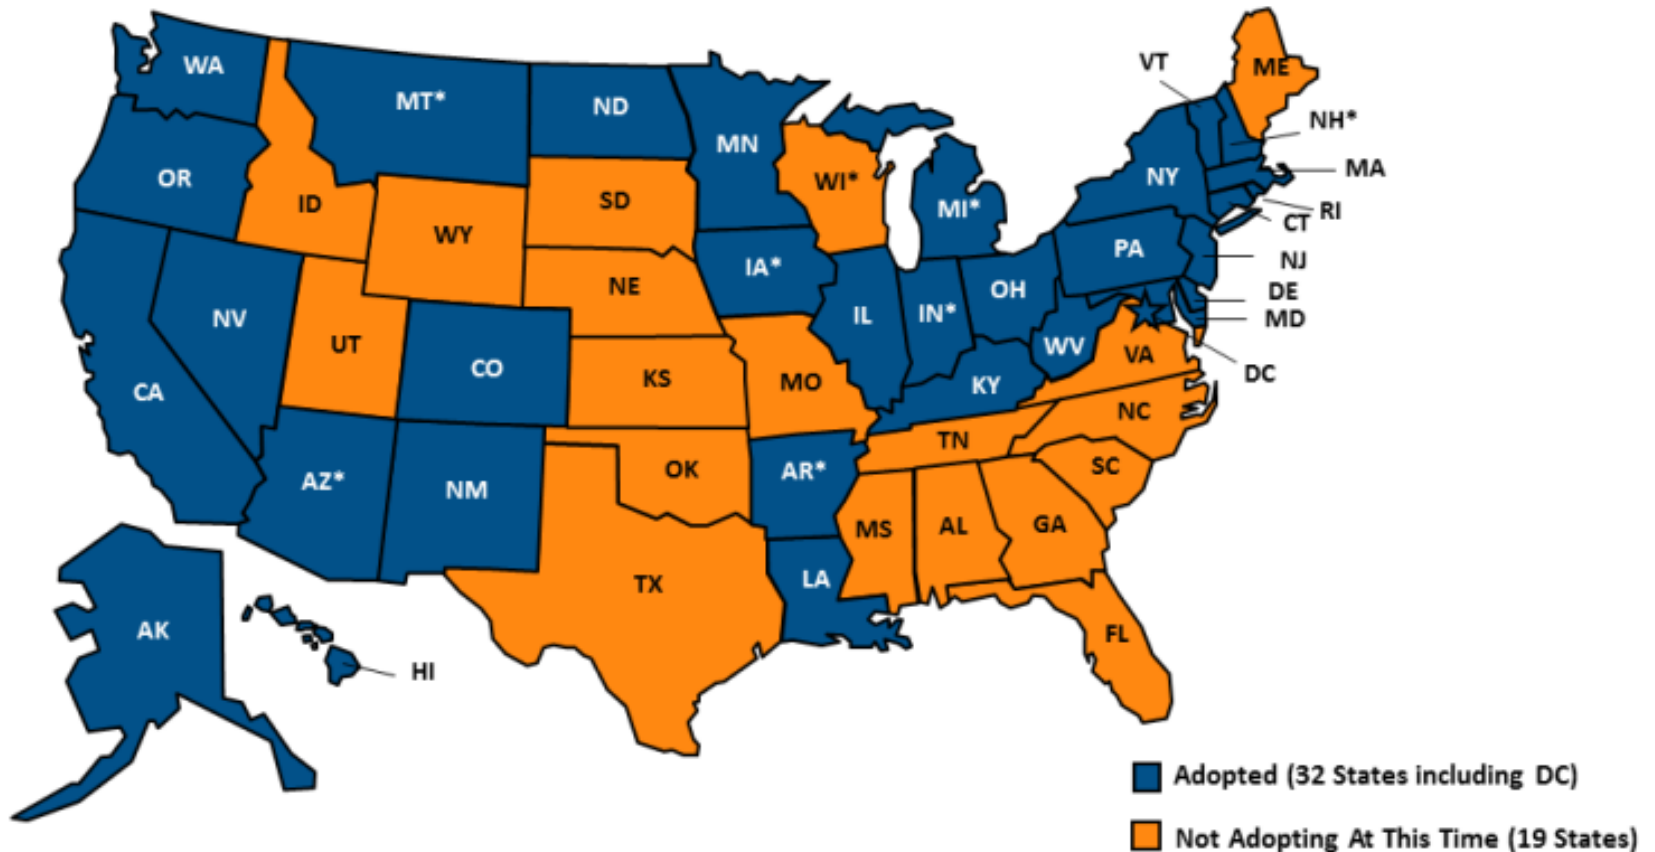 WA
MT*
ND
MN
VT
ME
NH*
MA
OR
ID
WY
SD
WI*
MI*
NY
RI
CT
PA
NJ
IA*
NE
OH
DE
MD
NV
UT
CO
KS
MO
IL
IN*
WV
VA
DC
KY
CA
NC
TN
AZ*
NM
OK
AR*
SC
MS
AL
GA
TX
LA
AK
HI
FL
Adopted (32 States including DC)
Not Adopting At This Time (19 States)